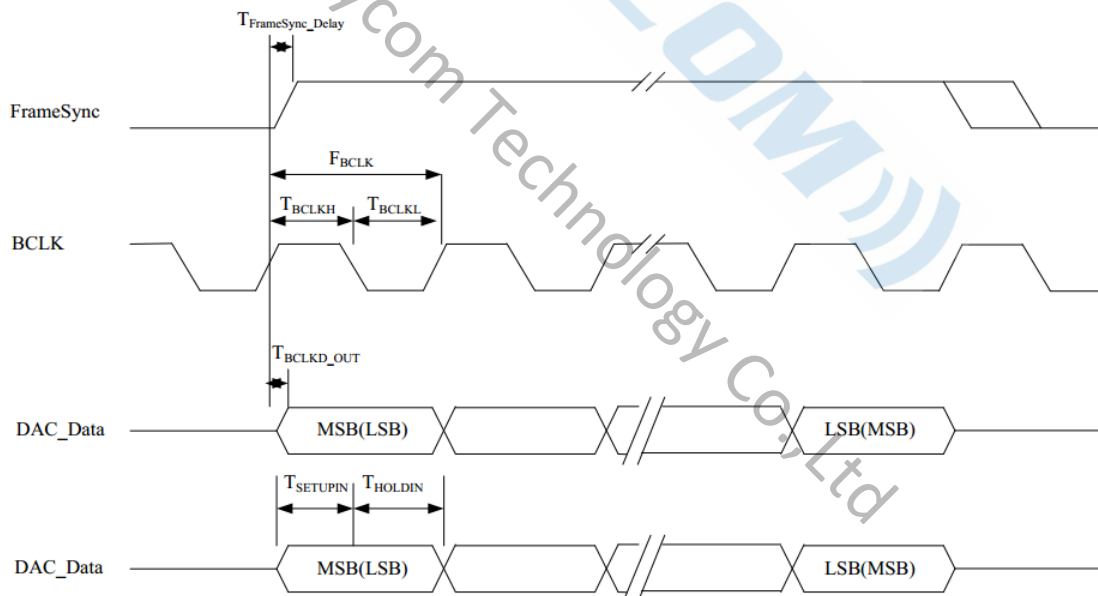 TFrameSync_Delay
FrameSync
FBCLK
TBCLKH TBCLKL
BCLK
TBCLKD_OUT
DAC_Data MSB(LSB) LSB(MSB)
TSETUPIN THOLDIN
DAC_Data MSB(LSB) LSB(MSB)
ycom Technology Co., Ltd
LOM)))